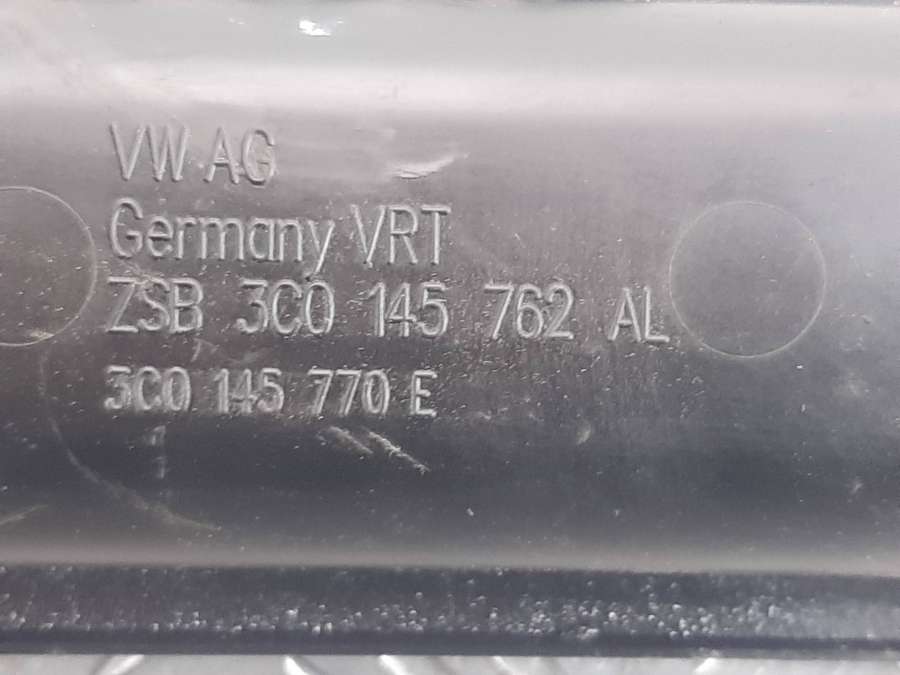 VW AG
Germany VRT
ZSB 3C0 145 762 AL
3C0 145 770 E